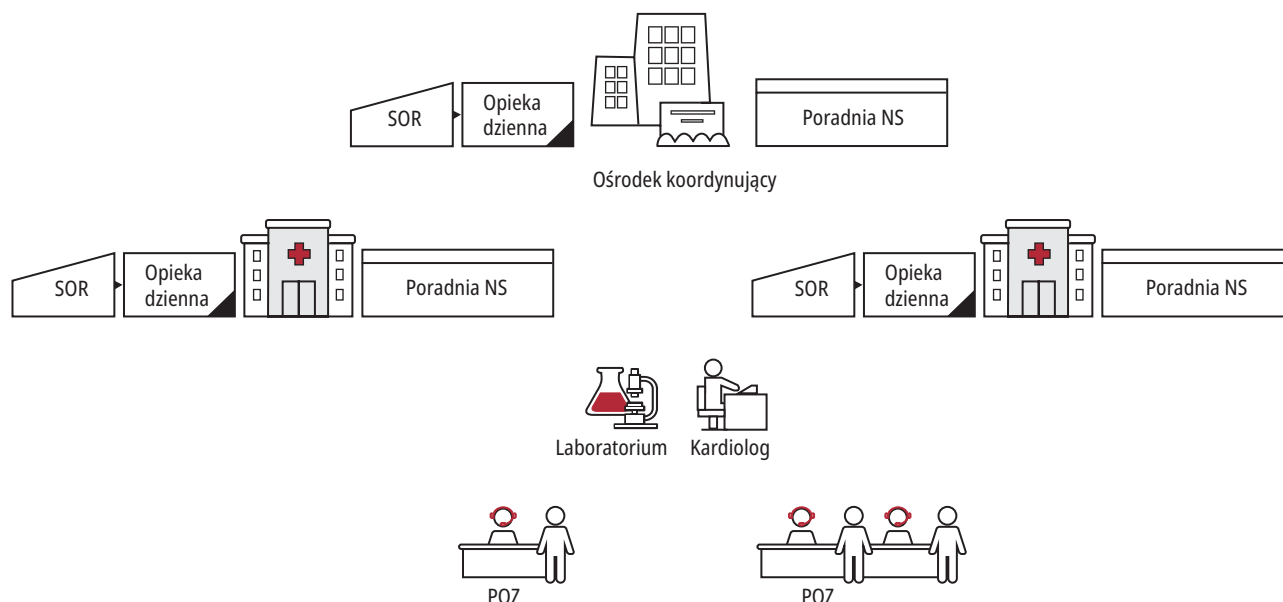 SOR
Opieka
dzienna
Poradnia NS
Ośrodek koordynujący
SOR
Opieka
dzienna
Poradnia NS
SOR
Opieka
dzienna
Poradnia NS
Laboratorium
Kardiolog
POZ
POZ